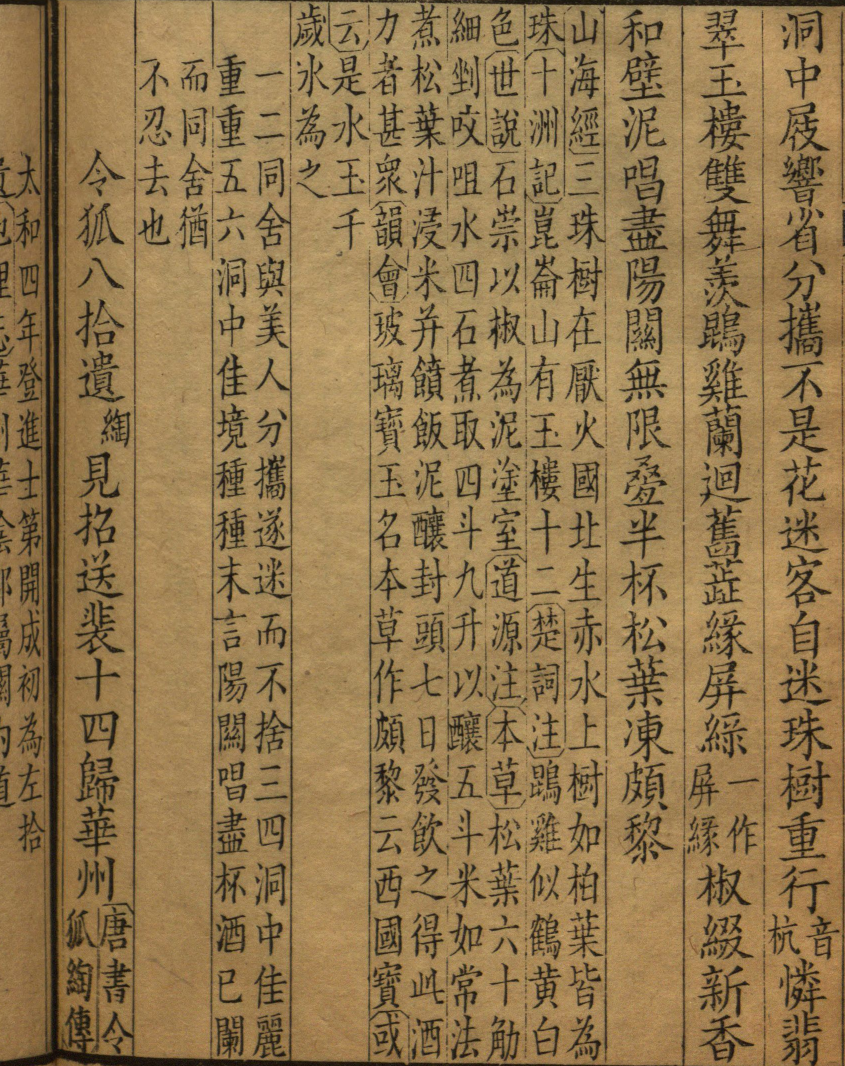 洞中屐響省分攜不是花迷客自迷珠樹重行音杭憐翡
翠玉樓雙舞羨鵾雞蘭迴舊蕋緣屏綠一作屏緣椒綴新香
和壁泥唱盡陽關無限疊半杯松葉凍頗黎
山海經三珠樹在厭火國北生赤水上樹如柏葉皆為
珠十洲記崑崙山有玉樓十二楚詞注鵾雞似鶴黄白
色世說石崇以椒為泥塗室道源注本草松葉六十觔
細剉咬咀水四石煮取四斗九升以釀五斗米如常法
煮松葉汁浸米并饋飯泥釀封頭七日發飲之得此酒
力者甚衆韻會玻璃寶玉名本草作頗黎云西國寶或
云是水玉千
歲氷為之
一二同舍與美人分攜遂迷而不捨三四洞中佳麗
重重五六洞中佳境種種末言陽關唱盡杯酒已闌
而同舍猶
不忍去也
令狐八拾遺綯見招送裴十四歸華州唐書令狐綯傳
太和四年登進士第開成初為左拾